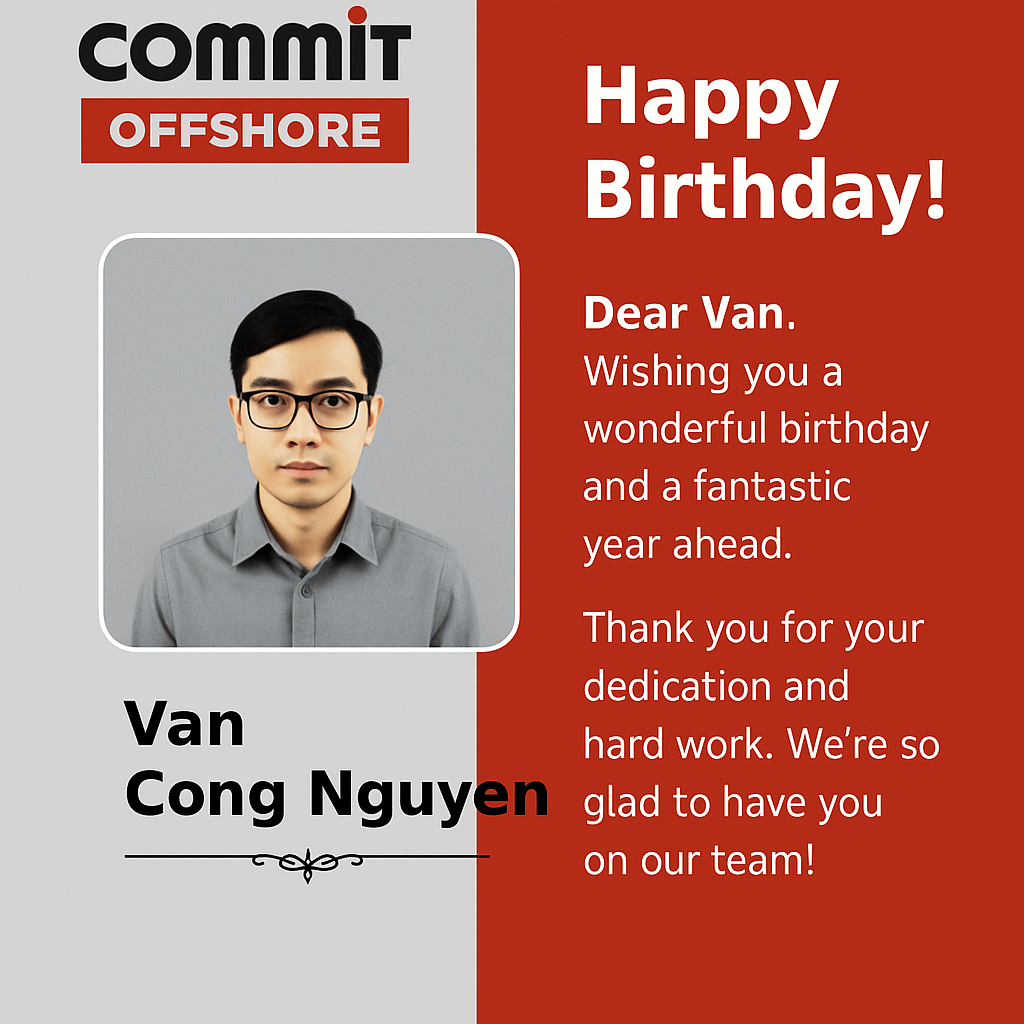 COMMIT
OFFSHORE
Van
Cong Nguyen
Happy
Birthday!
Dear Van.
Wishing you a
wonderful birthday
and a fantastic
year ahead.
Thank you for your
dedication and
hard work. We’re so
glad to have you
on our team!